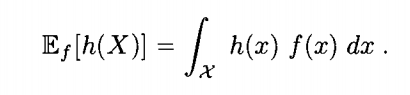 𝔼_f[h(X)] = ∫_𝒳 h(x) f(x) dx .